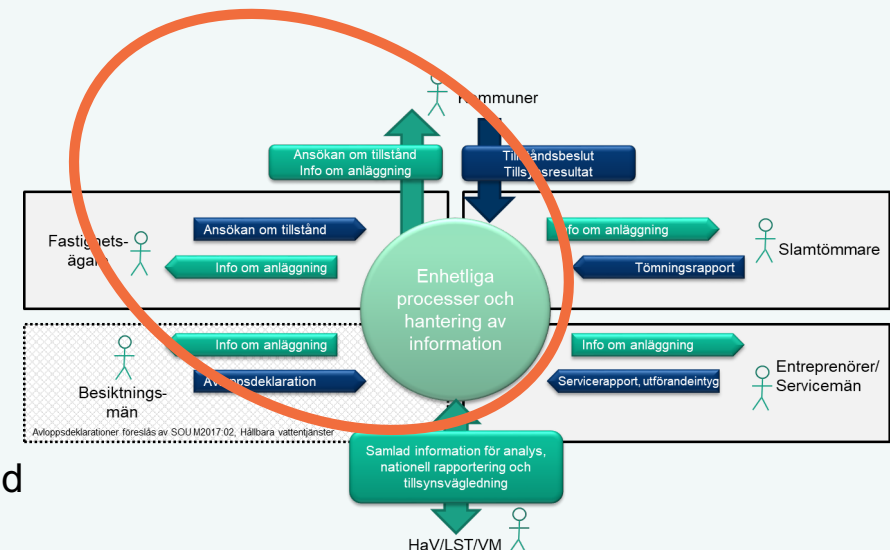 Kommuner
Ansökan om tillstånd
Info om anläggning
Tillståndsbeslut
Tillsynsresultat
Fastighets-
ägare
Ansökan om tillstånd
Info om anläggning
Info om anläggning
Tömningsrapport
Slamtömmare
Enhetliga
processer och
hantering av
information
Besiktnings-
män
Info om anläggning
Avloppsdeklaration
Info om anläggning
Servicerapport, utförandeintyg
Entreprenörer/
Servicemän
Avloppsdeklarationer föreslås av SOU M2017:02, Hållbara vattentjänster
Samlad information för analys,
nationell rapportering och
tillsynsvägledning
d
HaV/LST/VM